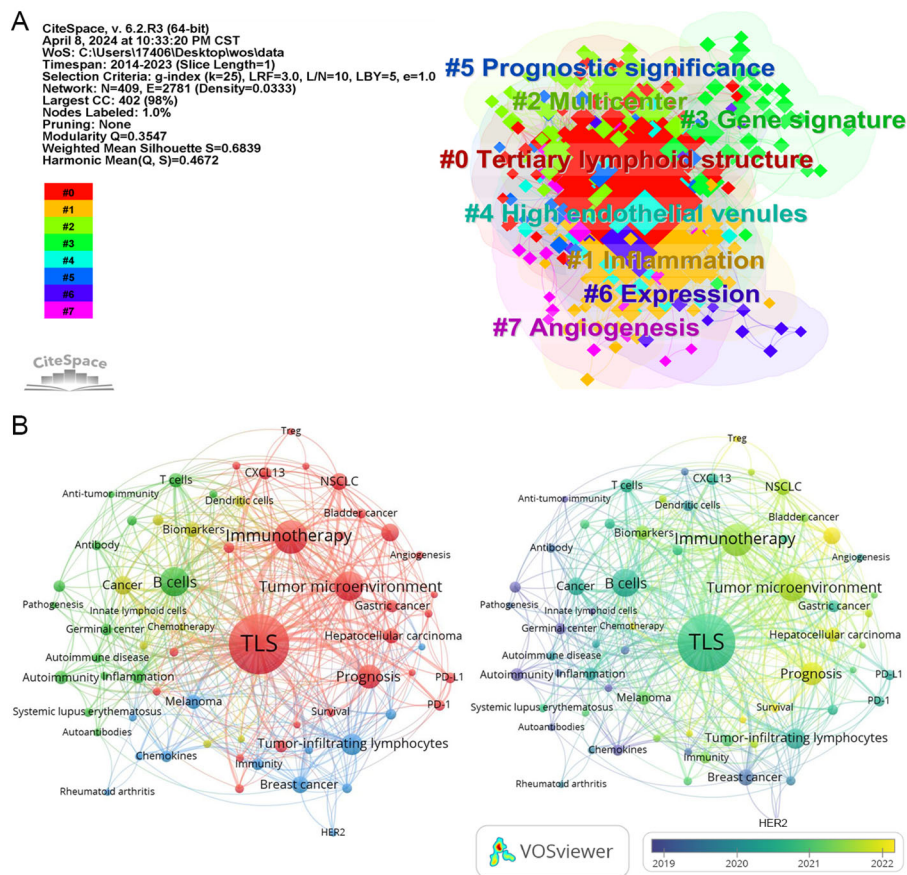 A
CiteSpace, v. 6.2.R3 (64-bit)
April 8, 2024 at 10:33:20 PM CST
WoS: C:\Users\17406\Desktop\wos\data
Timespan: 2014-2023 (Slice Length=1)
Selection Criteria: g-index (k=25), LRF=3.0, L/N=10, LBY=5, e=1.0
Network: N=409, E=2781 (Density=0.0333)
Largest CC: 402 (98%)
Nodes Labeled: 1.0%
Pruning: None
Modularity Q=0.3547
Weighted Mean Silhouette S=0.6839
Harmonic Mean(Q, S)=0.4672
#0
#1
#2
#3
#4
#5
#6
#7
CiteSpace
#5 Prognostic significance
#2 Multicenter
#3 Gene signature
#0 Tertiary lymphoid structure
#4 High endothelial venules
#1 Inflammation
#6 Expression
#7 Angiogenesis
B
Treg
T cells
CXCL13
NSCLC
Anti-tumor immunity
Dendritic cells
Bladder cancer
Biomarkers
Immunotherapy
Antibody
Angiogenesis
Cancer
B cells
Tumor microenvironment
Pathogenesis
Innate lymphoid cells
Gastric cancer
Germinal center
Chemotherapy
TLS
Hepatocellular carcinoma
Autoimmune disease
Autoimmunity
Inflammation
Prognosis
PD-L1
Melanoma
PD-1
Systemic lupus erythematosus
Survival
Autoantibodies
Tumor-infiltrating lymphocytes
Chemokines
Immunity
Breast cancer
Rheumatoid arthritis
HER2
Treg
T cells
CXCL13
NSCLC
Anti-tumor immunity
Dendritic cells
Bladder cancer
Biomarkers
Immunotherapy
Antibody
Angiogenesis
Cancer
B cells
Tumor microenvironment
Pathogenesis
Innate lymphoid cells
Gastric cancer
Germinal center
Chemotherapy
TLS
Hepatocellular carcinoma
Autoimmune disease
Autoimmunity
Inflammation
Prognosis
PD-L1
Melanoma
PD-1
Systemic lupus erythematosus
Survival
Autoantibodies
Tumor-infiltrating lymphocytes
Chemokines
Immunity
Breast cancer
Rheumatoid arthritis
HER2
VOSviewer
2019
2020
2021
2022